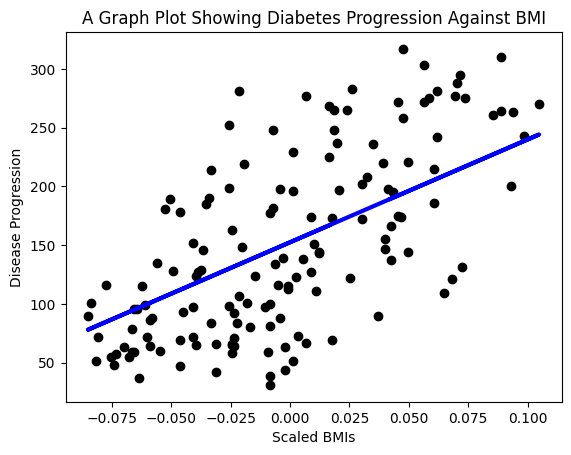 A Graph Plot Showing Diabetes Progression Against BMI
300
250
200
150
100
50
Disease Progression
−0.075 −0.050 −0.025 0.000 0.025 0.050 0.075 0.100
Scaled BMIs